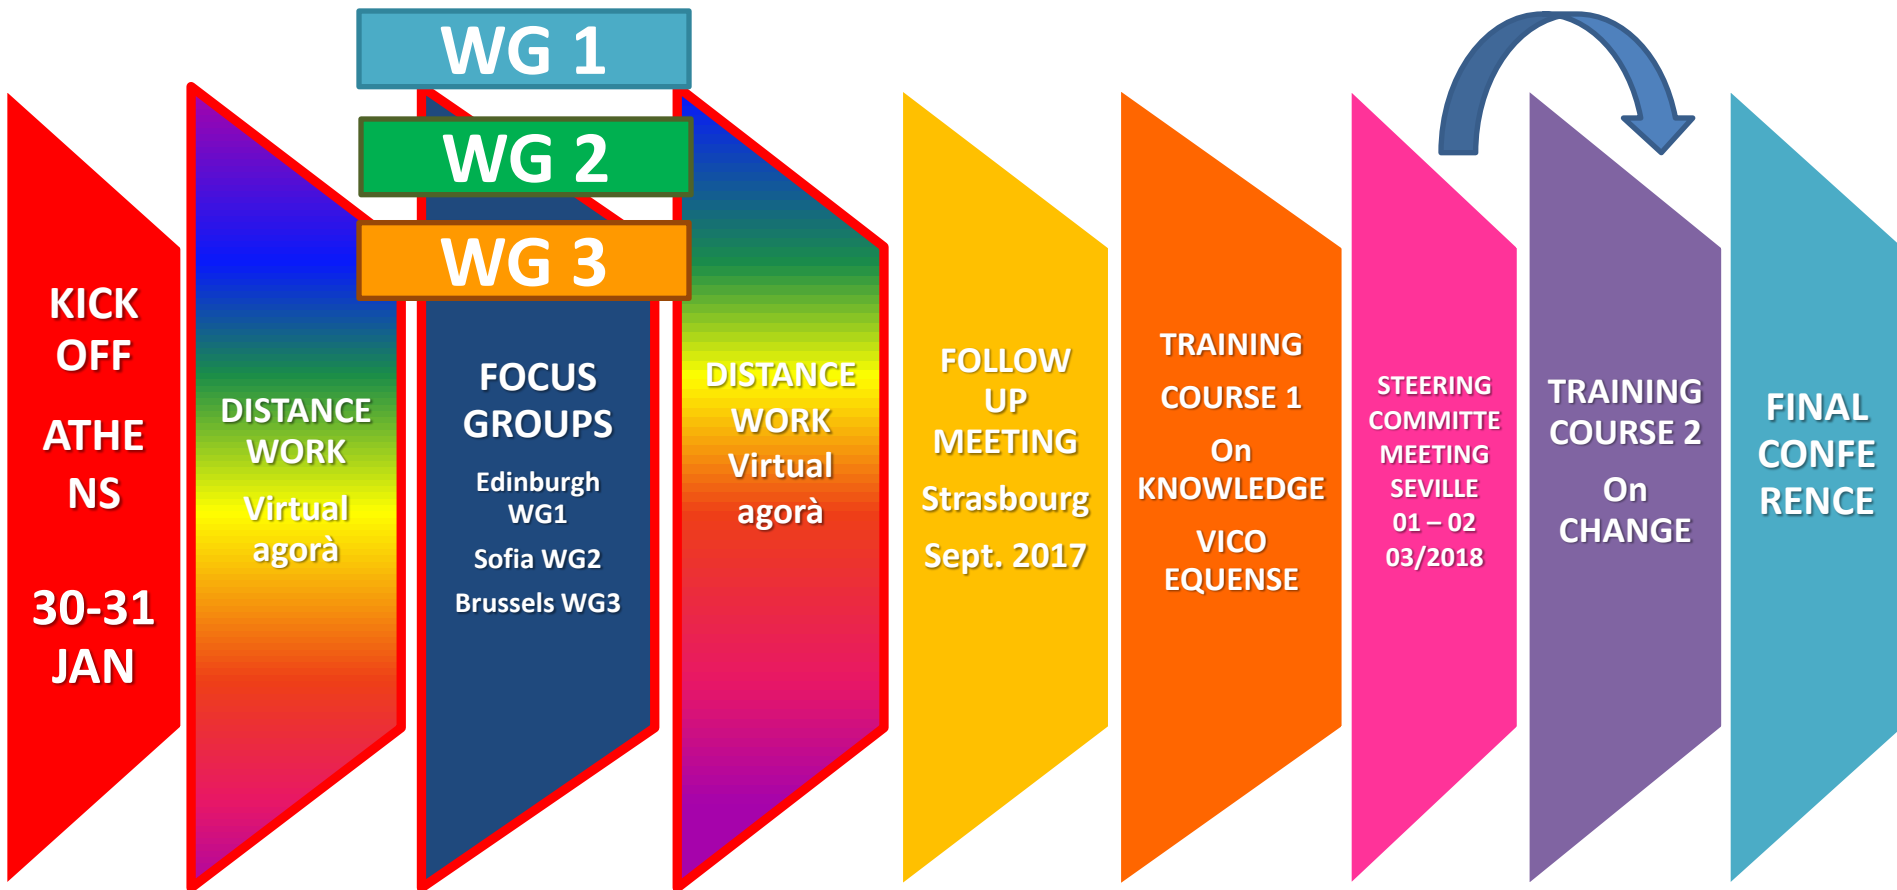 WG 1
WG 2
WG 3
KICK
OFF
ATHE
NS
30-31
JAN
DISTANCE
WORK
Virtual
agorà
FOCUS
GROUPS
Edinburgh
WG1
Sofia WG2
Brussels WG3
DISTANCE
WORK
Virtual
agorà
FOLLOW
UP
MEETING
Strasbourg
Sept. 2017
TRAINING
COURSE 1
On
KNOWLEDGE
VICO
EQUENSE
STEERING
COMMITTE
MEETING
SEVILLE
01 – 02
03/2018
TRAINING
COURSE 2
On
CHANGE
FINAL
CONFE
RENCE